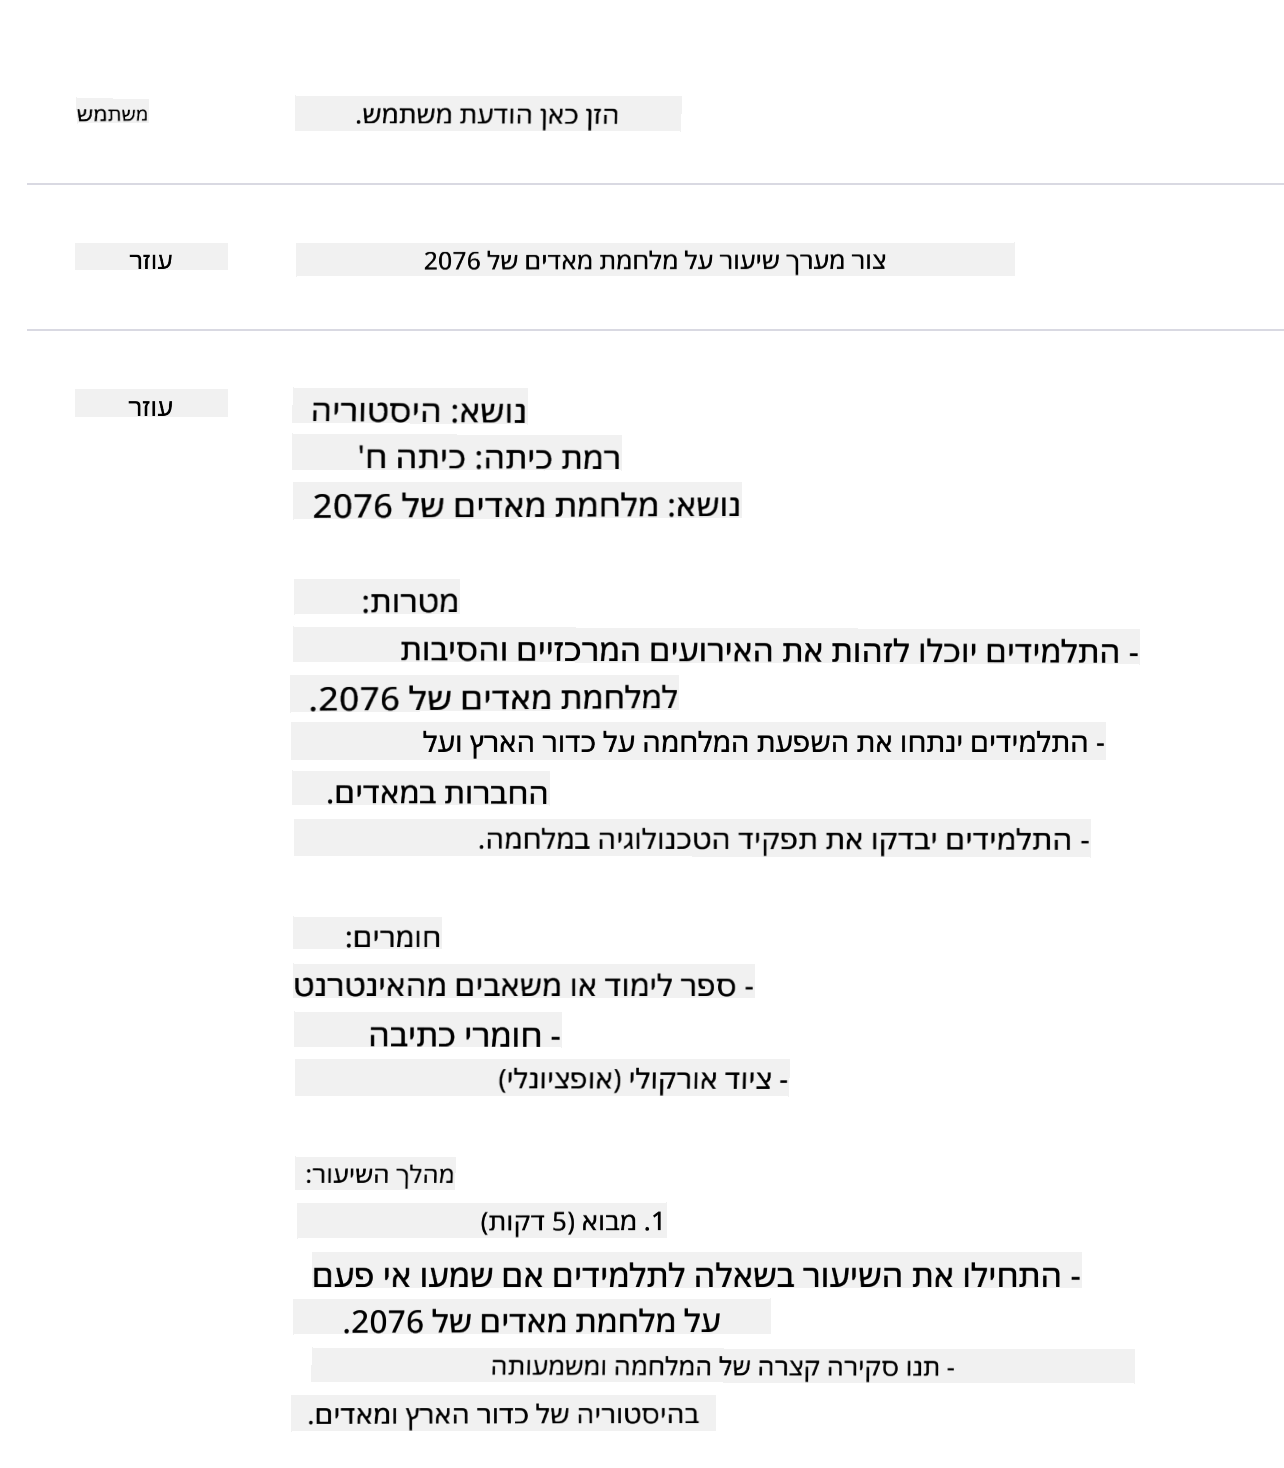 משתמש
הזן כאן הודעת משתמש.
עוזר
צור מערך שיעור על מלחמת מאדים של 2076
עוזר
נושא: היסטוריה
רמת כיתה: כיתה ח'
נושא: מלחמת מאדים של 2076
מטרות:
- התלמידים יוכלו לזהות את האירועים המרכזיים והסיבות
למלחמת מאדים של 2076.
- התלמידים ינתחו את השפעת המלחמה על כדור הארץ ועל
החברות במאדים.
- התלמידים יבדקו את תפקיד הטכנולוגיה במלחמה.
חומרים:
- ספר לימוד או משאבים מהאינטרנט
- חומרי כתיבה
- ציוד אורקולי (אופציונלי)
מהלך השיעור:
1. מבוא (5 דקות)
- התחילו את השיעור בשאלה לתלמידים אם שמעו אי פעם
על מלחמת מאדים של 2076.
- תנו סקירה קצרה של המלחמה ומשמעותה
בהיסטוריה של כדור הארץ ומאדים.